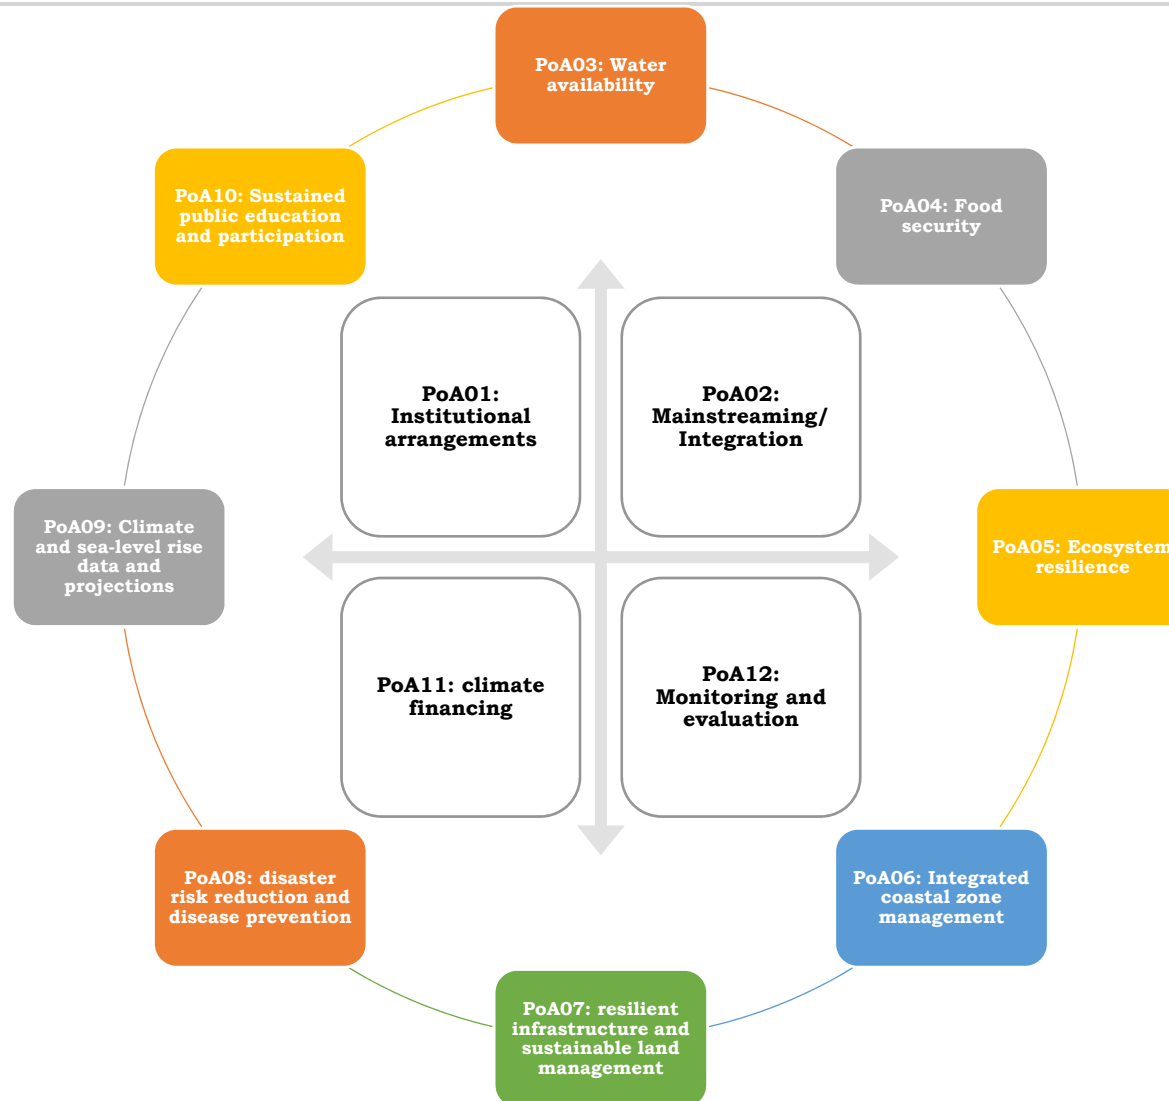 PoA03: Water
availability
PoA10: Sustained
public education
and participation
PoA04: Food
security
PoA01:
Institutional
arrangements
PoA02:
Mainstreaming/
Integration
PoA09: Climate
and sea-level rise
data and
projections
PoA05: Ecosystem
resilience
PoA11: climate
financing
PoA12:
Monitoring and
evaluation
PoA08: disaster
risk reduction and
disease prevention
PoA06: Integrated
coastal zone
management
PoA07: resilient
infrastructure and
sustainable land
management